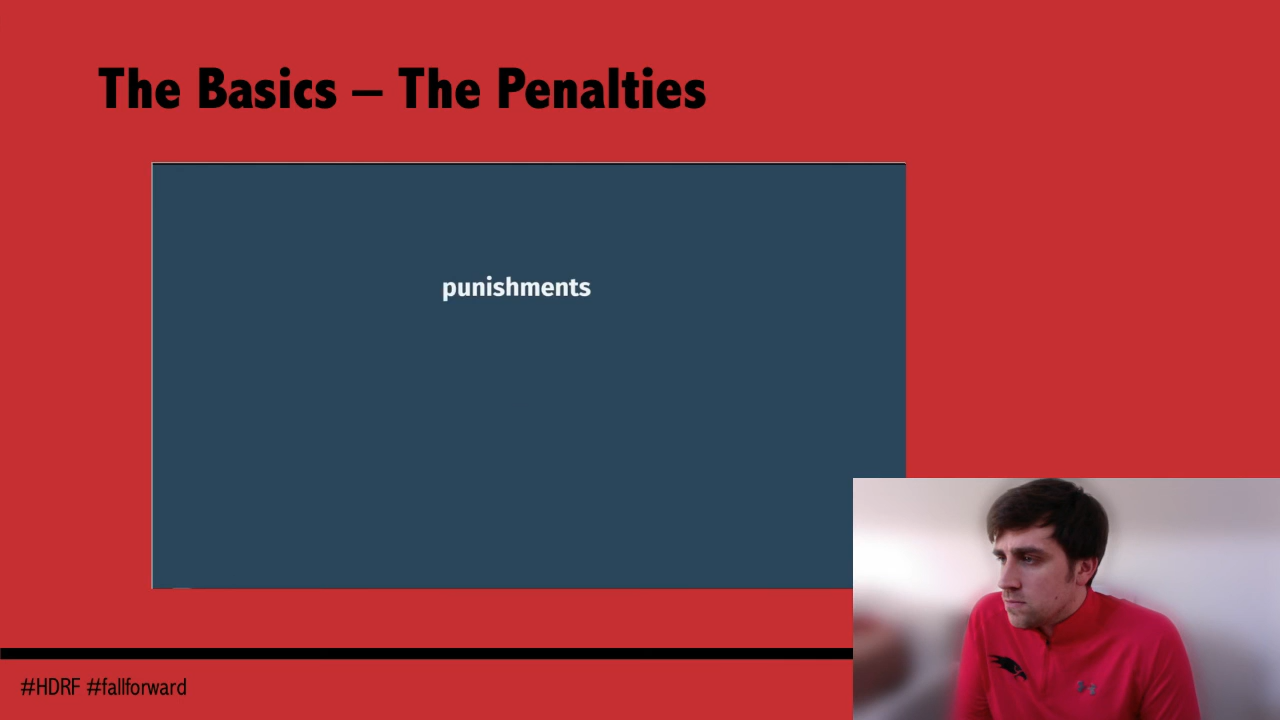 The Basics – The Penalties
punishments
#HDRF #fallforward